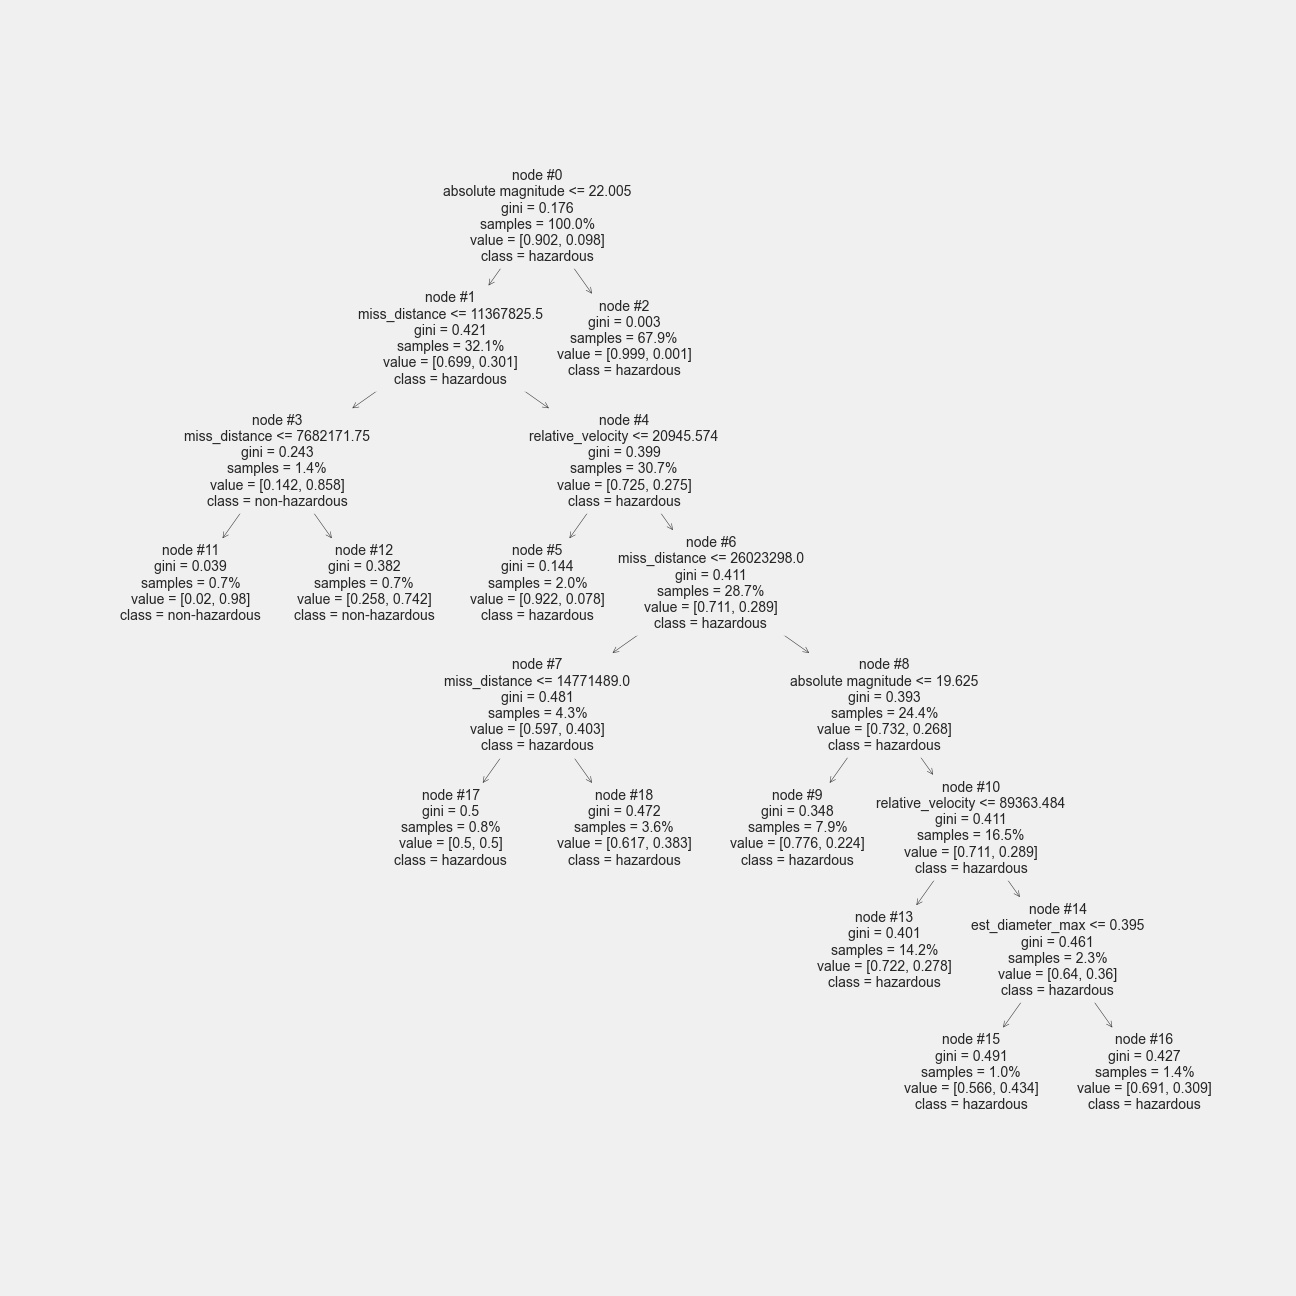 node #0
absolute magnitude <= 22.005
gini = 0.176
samples = 100.0%
value = [0.902, 0.098]
class = hazardous
node #1
miss_distance <= 11367825.5
gini = 0.421
samples = 32.1%
value = [0.699, 0.301]
class = hazardous
node #2
gini = 0.003
samples = 67.9%
value = [0.999, 0.001]
class = hazardous
node #3
miss_distance <= 7682171.75
gini = 0.243
samples = 1.4%
value = [0.142, 0.858]
class = non-hazardous
node #4
relative_velocity <= 20945.574
gini = 0.399
samples = 30.7%
value = [0.725, 0.275]
class = hazardous
node #11
gini = 0.039
samples = 0.7%
value = [0.02, 0.98]
class = non-hazardous
node #12
gini = 0.382
samples = 0.7%
value = [0.258, 0.742]
class = non-hazardous
node #5
gini = 0.144
samples = 2.0%
value = [0.922, 0.078]
class = hazardous
node #6
miss_distance <= 26023298.0
gini = 0.411
samples = 28.7%
value = [0.711, 0.289]
class = hazardous
node #7
miss_distance <= 14771489.0
gini = 0.481
samples = 4.3%
value = [0.597, 0.403]
class = hazardous
node #8
absolute magnitude <= 19.625
gini = 0.393
samples = 24.4%
value = [0.732, 0.268]
class = hazardous
node #17
gini = 0.5
samples = 0.8%
value = [0.5, 0.5]
class = hazardous
node #18
gini = 0.472
samples = 3.6%
value = [0.617, 0.383]
class = hazardous
node #9
gini = 0.348
samples = 7.9%
value = [0.776, 0.224]
class = hazardous
node #10
relative_velocity <= 89363.484
gini = 0.411
samples = 16.5%
value = [0.711, 0.289]
class = hazardous
node #13
gini = 0.401
samples = 14.2%
value = [0.722, 0.278]
class = hazardous
node #14
est_diameter_max <= 0.395
gini = 0.461
samples = 2.3%
value = [0.64, 0.36]
class = hazardous
node #15
gini = 0.491
samples = 1.0%
value = [0.566, 0.434]
class = hazardous
node #16
gini = 0.427
samples = 1.4%
value = [0.691, 0.309]
class = hazardous